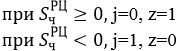 при S_ч^РЦ ≥ 0, j=0, z=1
при S_ч^РЦ < 0, j=1, z=0